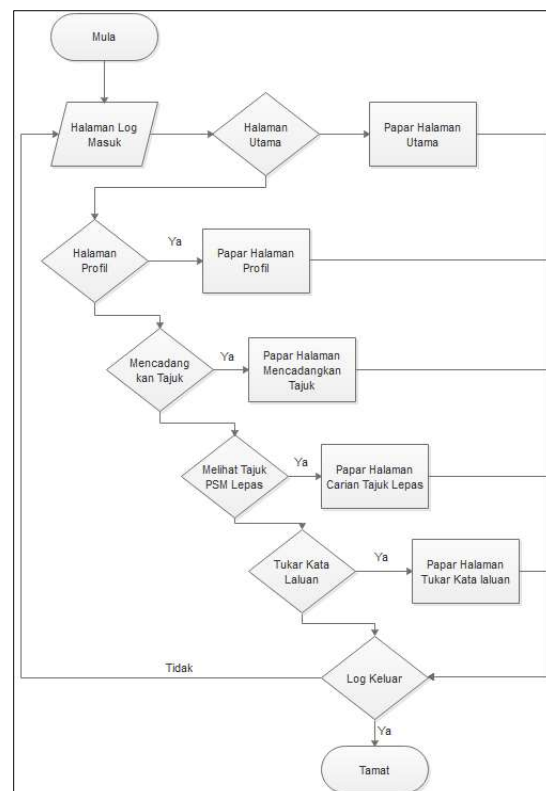 Mula
Halaman Log
Masuk
Halaman
Utama
Papar Halaman
Utama
Halaman
Profil
Ya
Papar Halaman
Profil
Mencadang
kan Tajuk
Ya
Papar Halaman
Mencadangkan
Tajuk
Melihat Tajuk
PSM Lepas
Ya
Papar Halaman
Carian Tajuk Lepas
Tukar Kata
Laluan
Ya
Papar Halaman
Tukar Kata laluan
Tidak
Log Keluar
Ya
Tamat